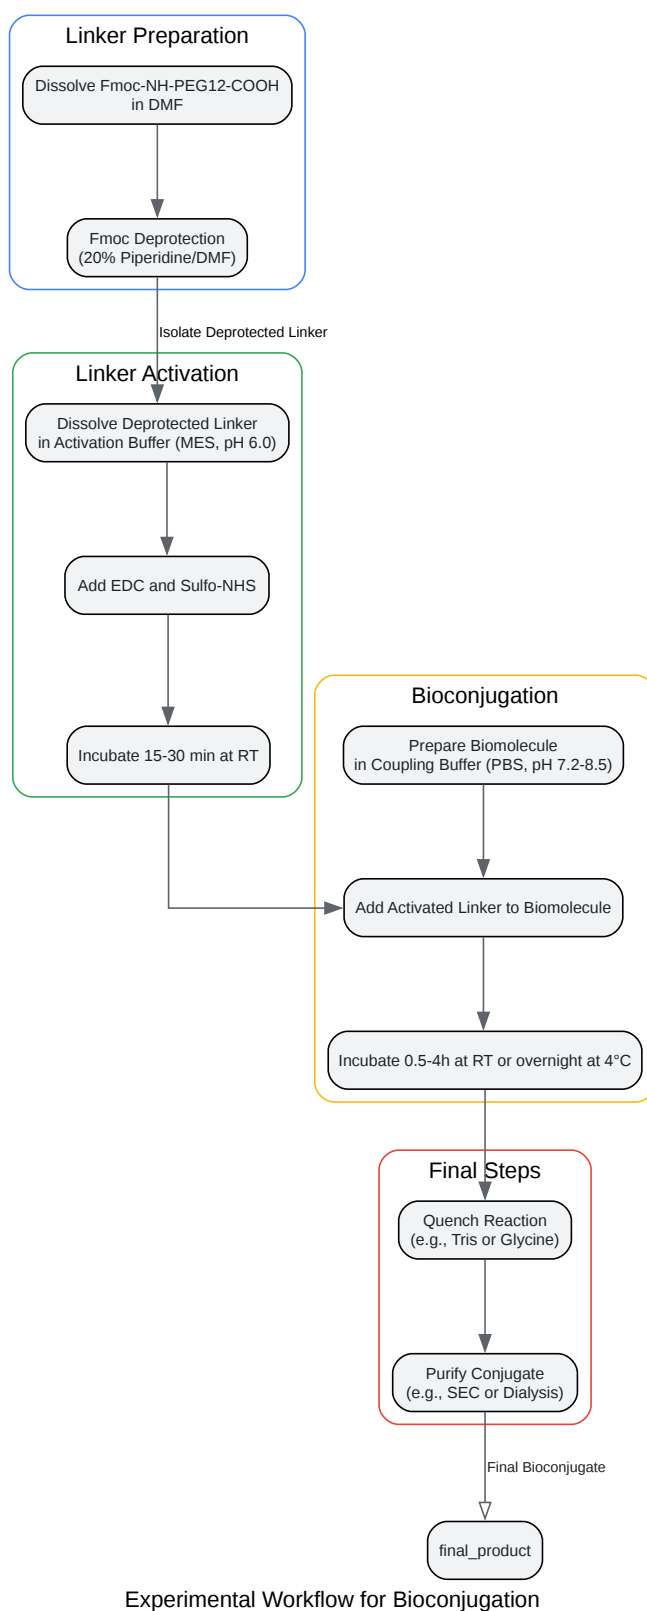 Linker Preparation
Dissolve Fmoc-NH-PEG12-COOH
in DMF
Fmoc Deprotection
(20% Piperidine/DMF)
Isolate Deprotected Linker
Linker Activation
Dissolve Deprotected Linker
in Activation Buffer (MES, pH 6.0)
Add EDC and Sulfo-NHS
Incubate 15-30 min at RT
Bioconjugation
Prepare Biomolecule
in Coupling Buffer (PBS, pH 7.2-8.5)
Add Activated Linker to Biomolecule
Incubate 0.5-4h at RT or overnight at 4°C
Final Steps
Quench Reaction
(e.g., Tris or Glycine)
Purify Conjugate
(e.g., SEC or Dialysis)
Final Bioconjugate
final_product
Experimental Workflow for Bioconjugation